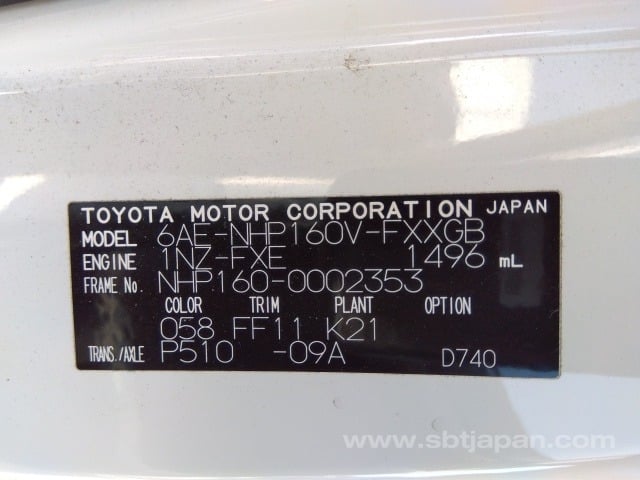 TOYOTA MOTOR CORPORATION JAPAN
MODEL 6AE-NHP160V-FXXGB
ENGINE 1NZ-FXE 1496 mL
FRAME No. NHP160-0002353
COLOR TRIM PLANT OPTION
058 FF11 K21
TRANS./AXLE P510 -09A D740
www.sbtjapan.com